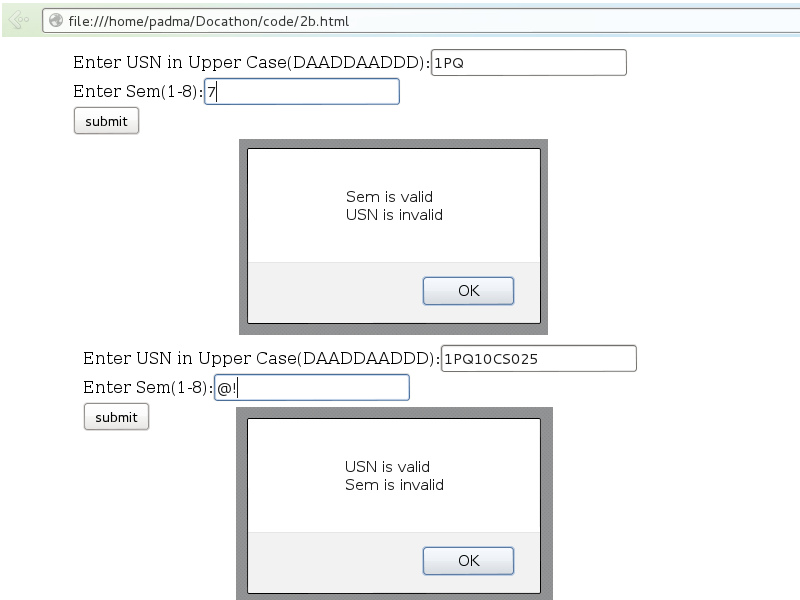 file:///home/padma/Docathon/code/2b.html
Enter USN in Upper Case(DAADDAADDD):1PQ
Enter Sem(1-8):7
submit
Sem is valid
USN is invalid
OK
Enter USN in Upper Case(DAADDAADDD):1PQ10CS025
Enter Sem(1-8):@!
submit
USN is valid
Sem is invalid
OK